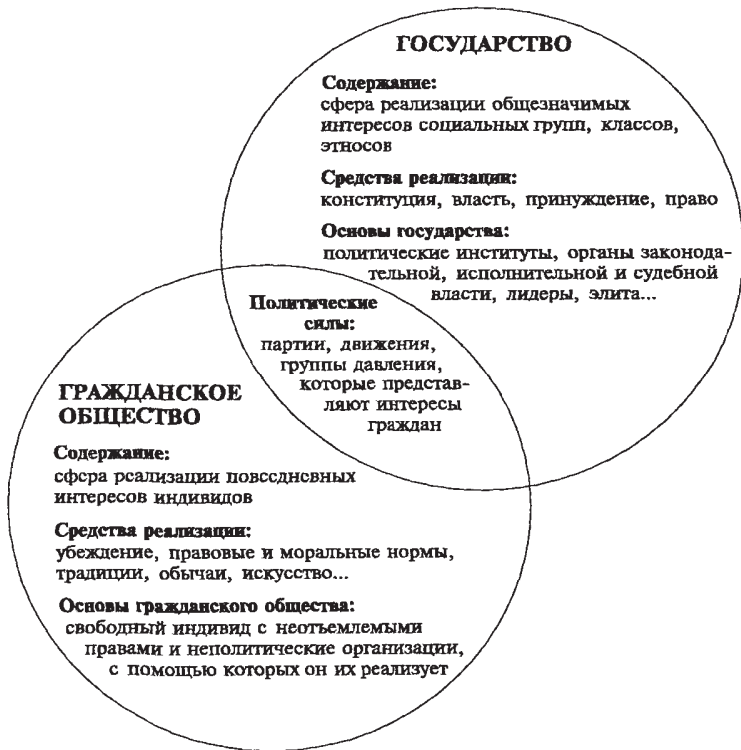 ГОСУДАРСТВО
Содержание:
сфера реализации общезначимых
интересов социальных групп, классов,
этносов
Средства реализации:
конституция, власть, принуждение, право
Основы государства:
политические институты, органы законода-
тельной, исполнительной и судебной
власти, лидеры, элита...
Политические
силы:
партии, движения,
группы давления,
которые представ-
ляют интересы
граждан
ГРАЖДАНСКОЕ
ОБЩЕСТВО
Содержание:
сфера реализации повседневных
интересов индивидов
Средства реализации:
убеждение, правовые и моральные нормы,
традиции, обычаи, искусство...
Основы гражданского общества:
свободный индивид с неотъемлемыми
правами и неполитические организации,
с помощью которых он их реализует